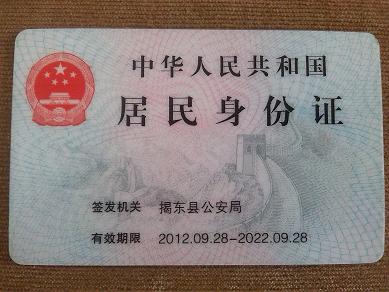 中华人民共和国
居民身份证
签发机关 揭东县公安局
有效期限 2012.09.28-2022.09.28